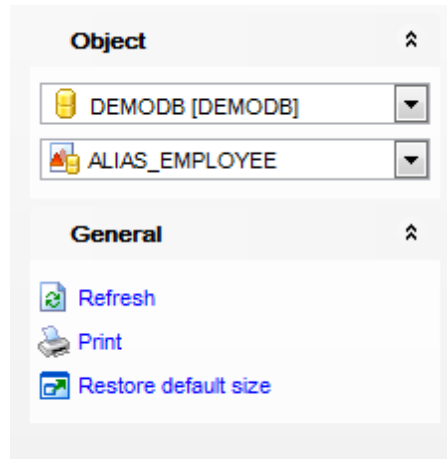 Object
DEMODB [DEMODB]
ALIAS_EMPLOYEE
General
Refresh
Print
Restore default size